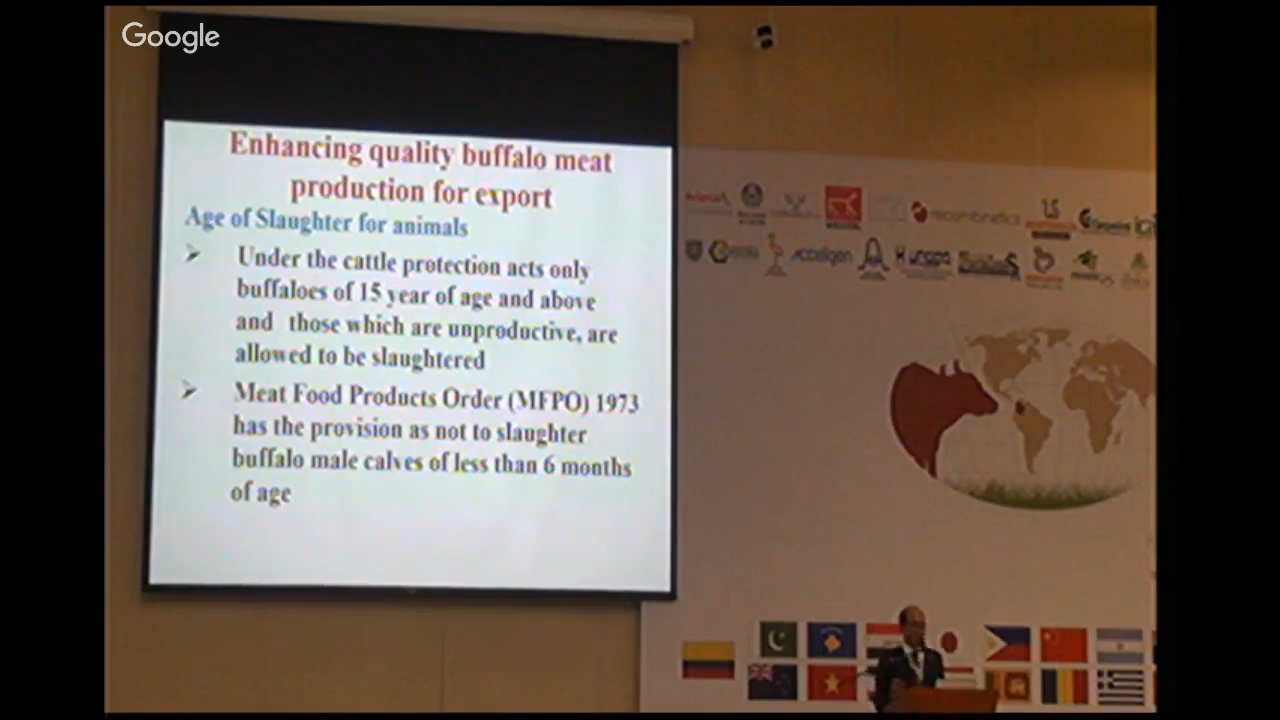 Google
Enhancing quality buffalo meat
production for export
Age of Slaughter for animals
Under the cattle protection acts only
buffaloes of 15 year of age and above
and those which are unproductive, are
allowed to be slaughtered
Meat Food Products Order (MFPO) 1973
has the provision as not to slaughter
buffalo male calves of less than 6 months
of age
recombinetics
Acceligen